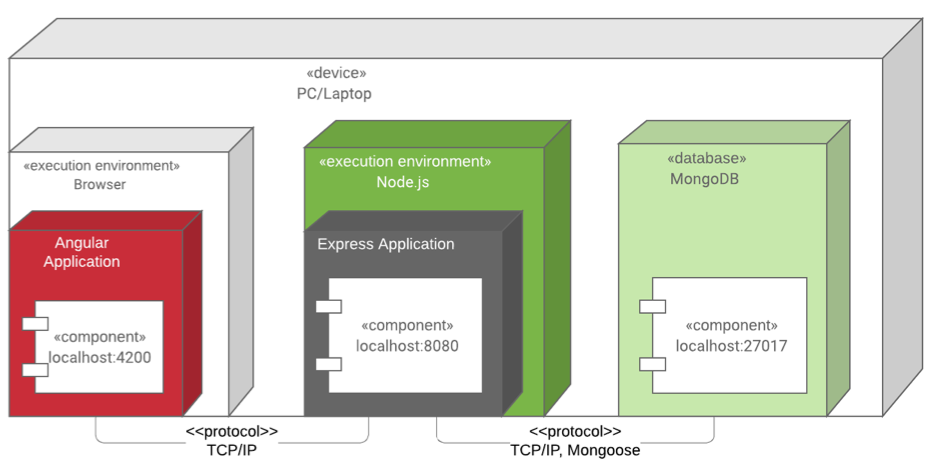 «device»
PC/Laptop
«execution environment»
Browser
«execution environment»
Node.js
«database»
MongoDB
Angular
Application
Express Application
«component»
localhost:4200
«component»
localhost:8080
«component»
localhost:27017
<<protocol>>
TCP/IP
<<protocol>>
TCP/IP, Mongoose